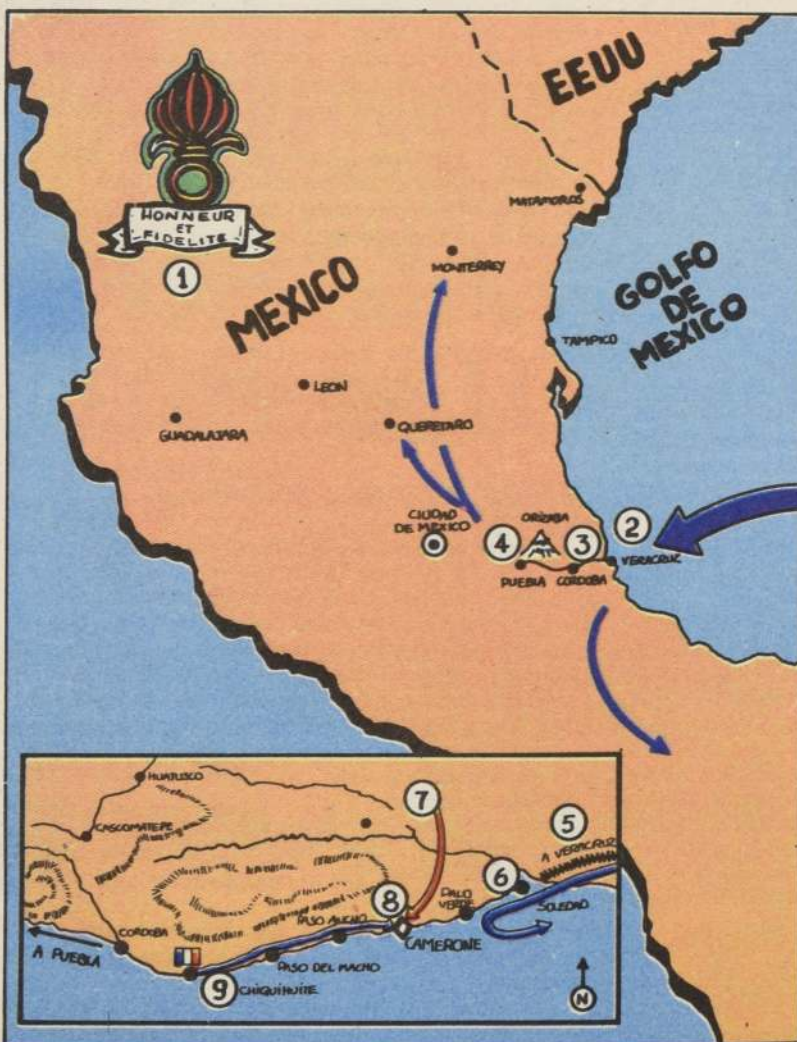 HONNEUR
ET
FIDELITE
1
EEUU
MATAMOROS
MEXICO
MONTERREY
GOLFO
DE
MEXICO
TAMPICO
LEON
GUADALAJARA
QUERETARO
CIUDAD
DE MEXICO
ORIZABA
4
3
2
PUEBLA
CORDOBA
VERACRUZ
HUATUSCO
7
5
CASCOMATEPE
A VERACRUZ
6
8
PALO
VERDE
SOLEDAD
PASO ANCHO
CORDOBA
CAMERONE
A PUEBLA
PASO DEL MACHO
9
CHIQUIHUITE
N